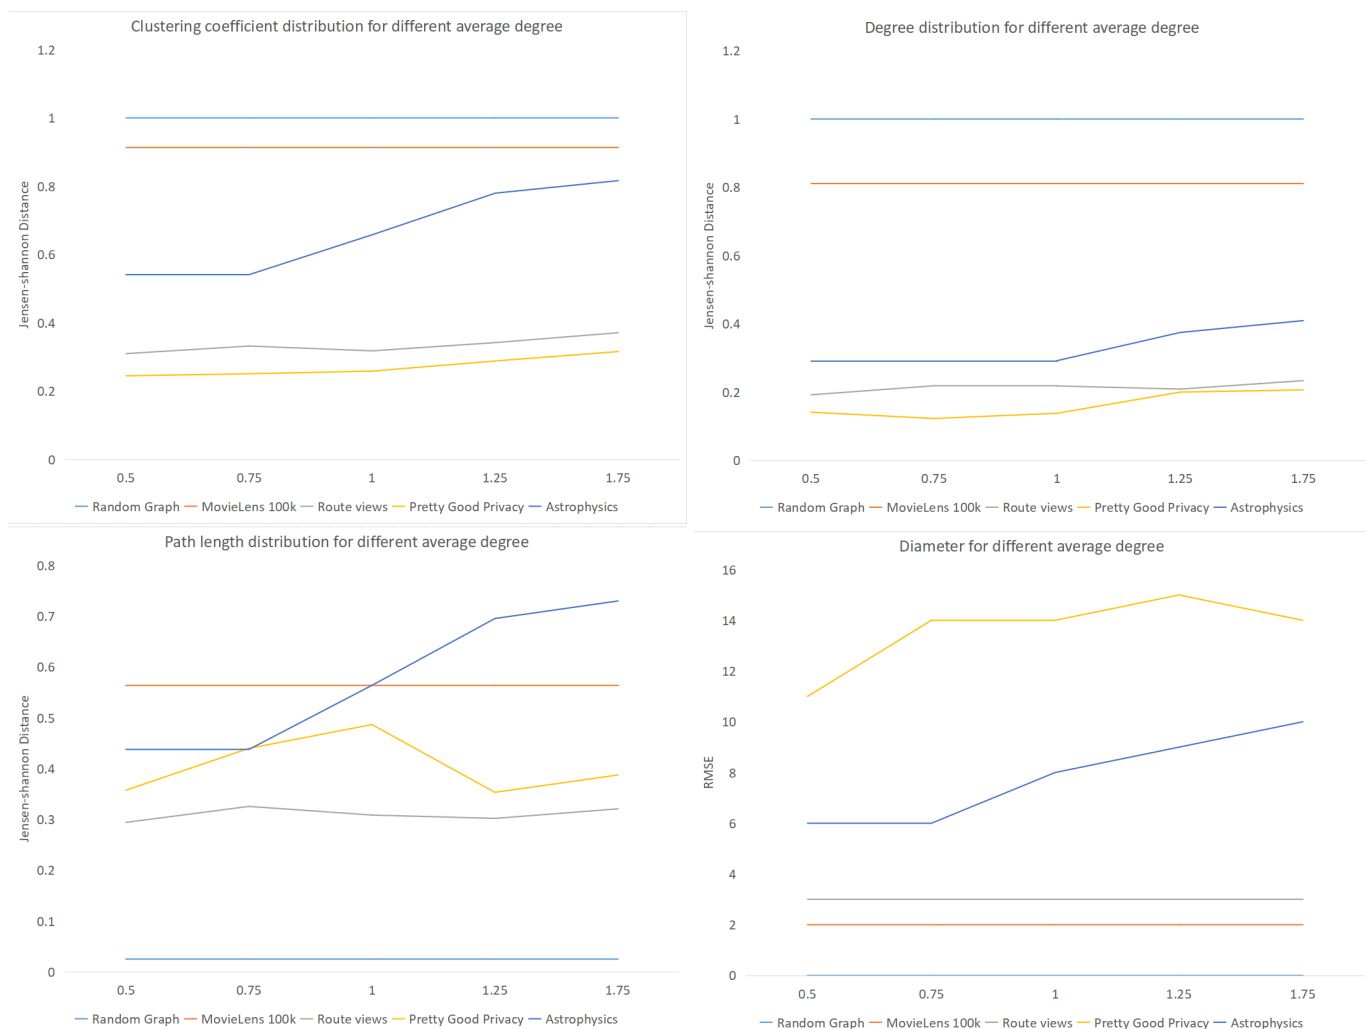 Clustering coefficient distribution for different average degree
1.2
1
0.8
0.6
0.4
0.2
0
Jensen-shannon Distance
0.5 0.75 1 1.25 1.75
Random Graph MovieLens 100k Route views Pretty Good Privacy Astrophysics
Degree distribution for different average degree
1.2
1
0.8
0.6
0.4
0.2
0
Jensen-shannon Distance
0.5 0.75 1 1.25 1.75
Random Graph MovieLens 100k Route views Pretty Good Privacy Astrophysics
Path length distribution for different average degree
0.8
0.7
0.6
0.5
0.4
0.3
0.2
0.1
0
Jensen-shannon Distance
0.5 0.75 1 1.25 1.75
Random Graph MovieLens 100k Route views Pretty Good Privacy Astrophysics
Diameter for different average degree
16
14
12
10
8
6
4
2
0
RMSE
0.5 0.75 1 1.25 1.75
Random Graph MovieLens 100k Route views Pretty Good Privacy Astrophysics